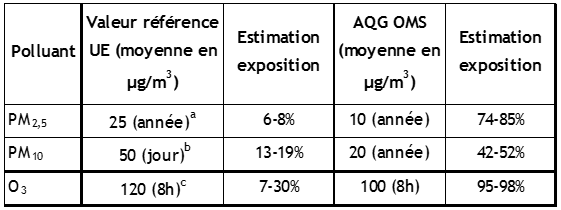 Polluant | Valeur référence UE (moyenne en µg/m³) | Estimation exposition | AQG OMS (moyenne en µg/m³) | Estimation exposition
PM₂,₅ | 25 (année)ᵃ | 6-8% | 10 (année) | 74-85%
PM₁₀ | 50 (jour)ᵇ | 13-19% | 20 (année) | 42-52%
O₃ | 120 (8h)ᶜ | 7-30% | 100 (8h) | 95-98%